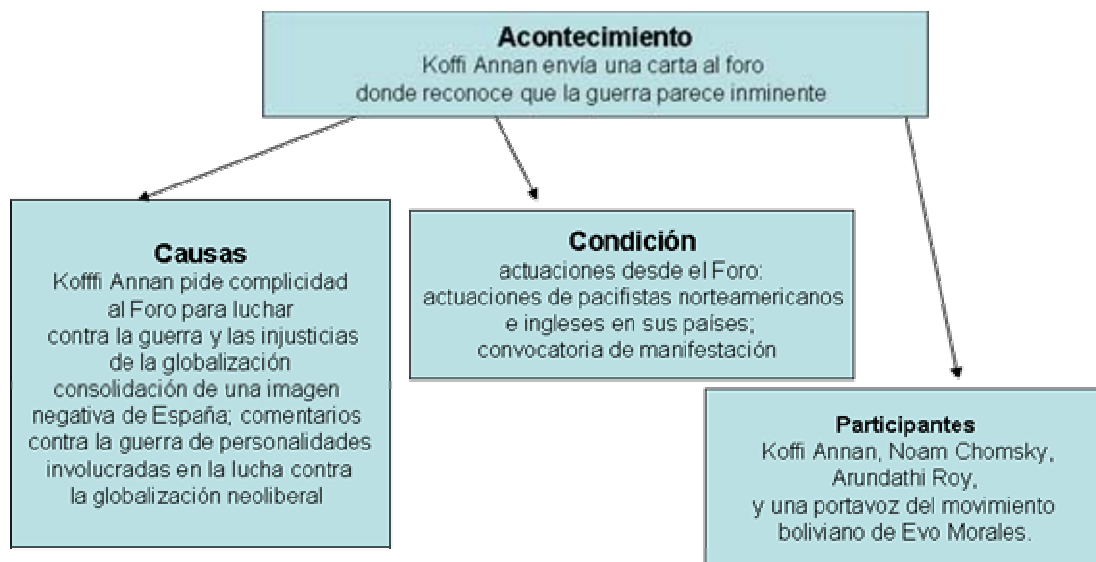 Acontecimiento
Koffi Annan envía una carta al foro
donde reconoce que la guerra parece inminente
Causas
Kofffi Annan pide complicidad
al Foro para luchar
contra la guerra y las injusticias
de la globalización
consolidación de una imagen
negativa de España; comentarios
contra la guerra de personalidades
involucradas en la lucha contra
la globalización neoliberal
Condición
actuaciones desde el Foro:
actuaciones de pacifistas norteamericanos
e ingleses en sus países;
convocatoria de manifestación
Participantes
Koffi Annan, Noam Chomsky,
Arundathi Roy,
y una portavoz del movimiento
boliviano de Evo Morales.